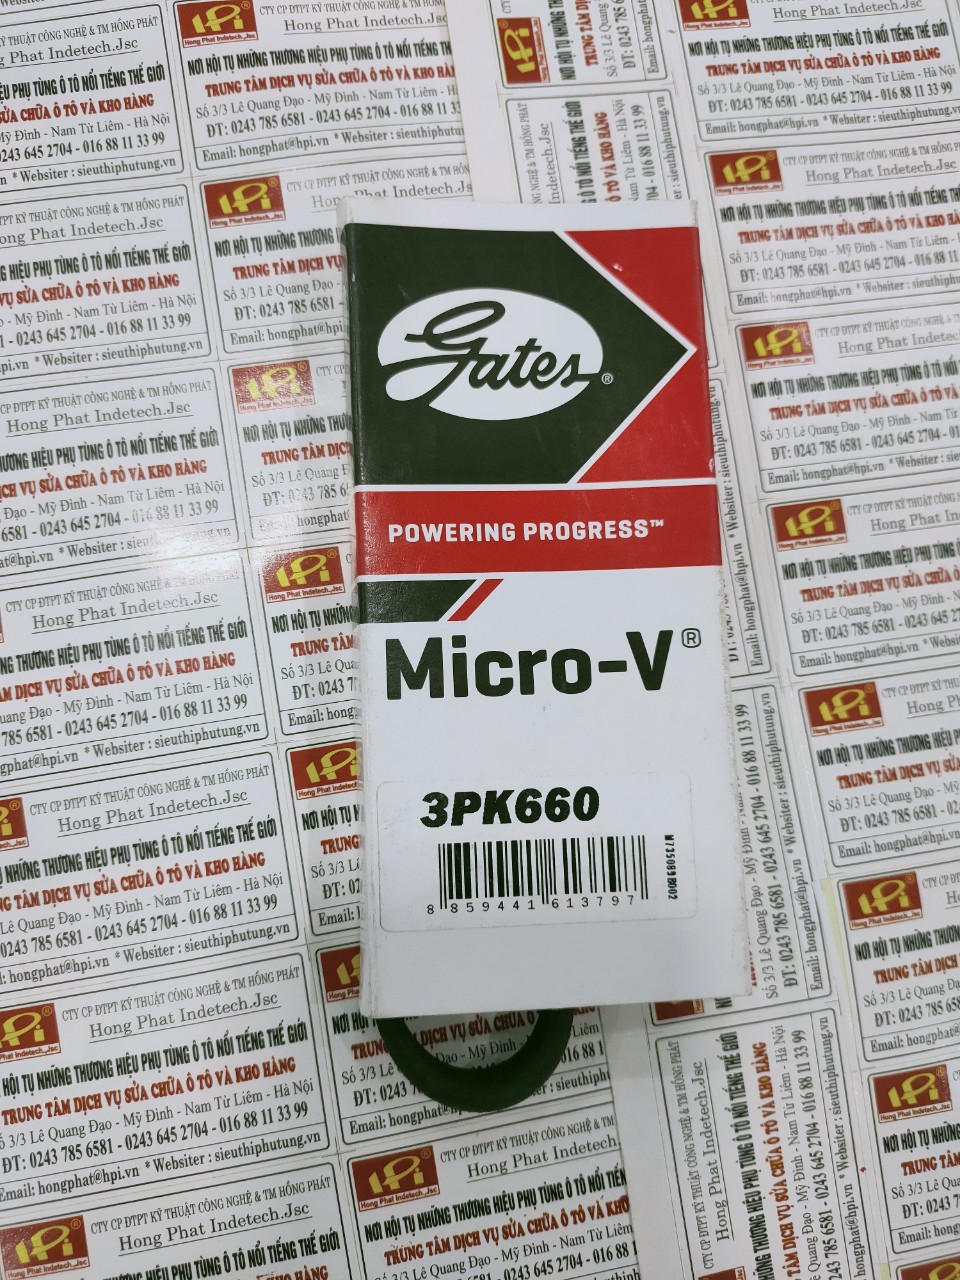 Gates®
POWERING PROGRESS™
Micro-V®
3PK660
8 859441 613797
CTY CP ĐTPT KỸ THUẬT CÔNG NGHỆ & TM HỒNG PHÁT
Hong Phat Indetech.Jsc
NƠI HỘI TỤ NHỮNG THƯƠNG HIỆU PHỤ TÙNG Ô TÔ NỔI TIẾNG THẾ GIỚI
TRUNG TÂM DỊCH VỤ SỬA CHỮA Ô TÔ VÀ KHO HÀNG
Số 3/3 Lê Quang Đạo - Mỹ Đình - Nam Từ Liêm - Hà Nội
ĐT: 0243 785 6581 - 0243 645 2704 - 016 88 11 33 99
Email: hongphat@hpi.vn * Websiter : sieuthiphutung.vn